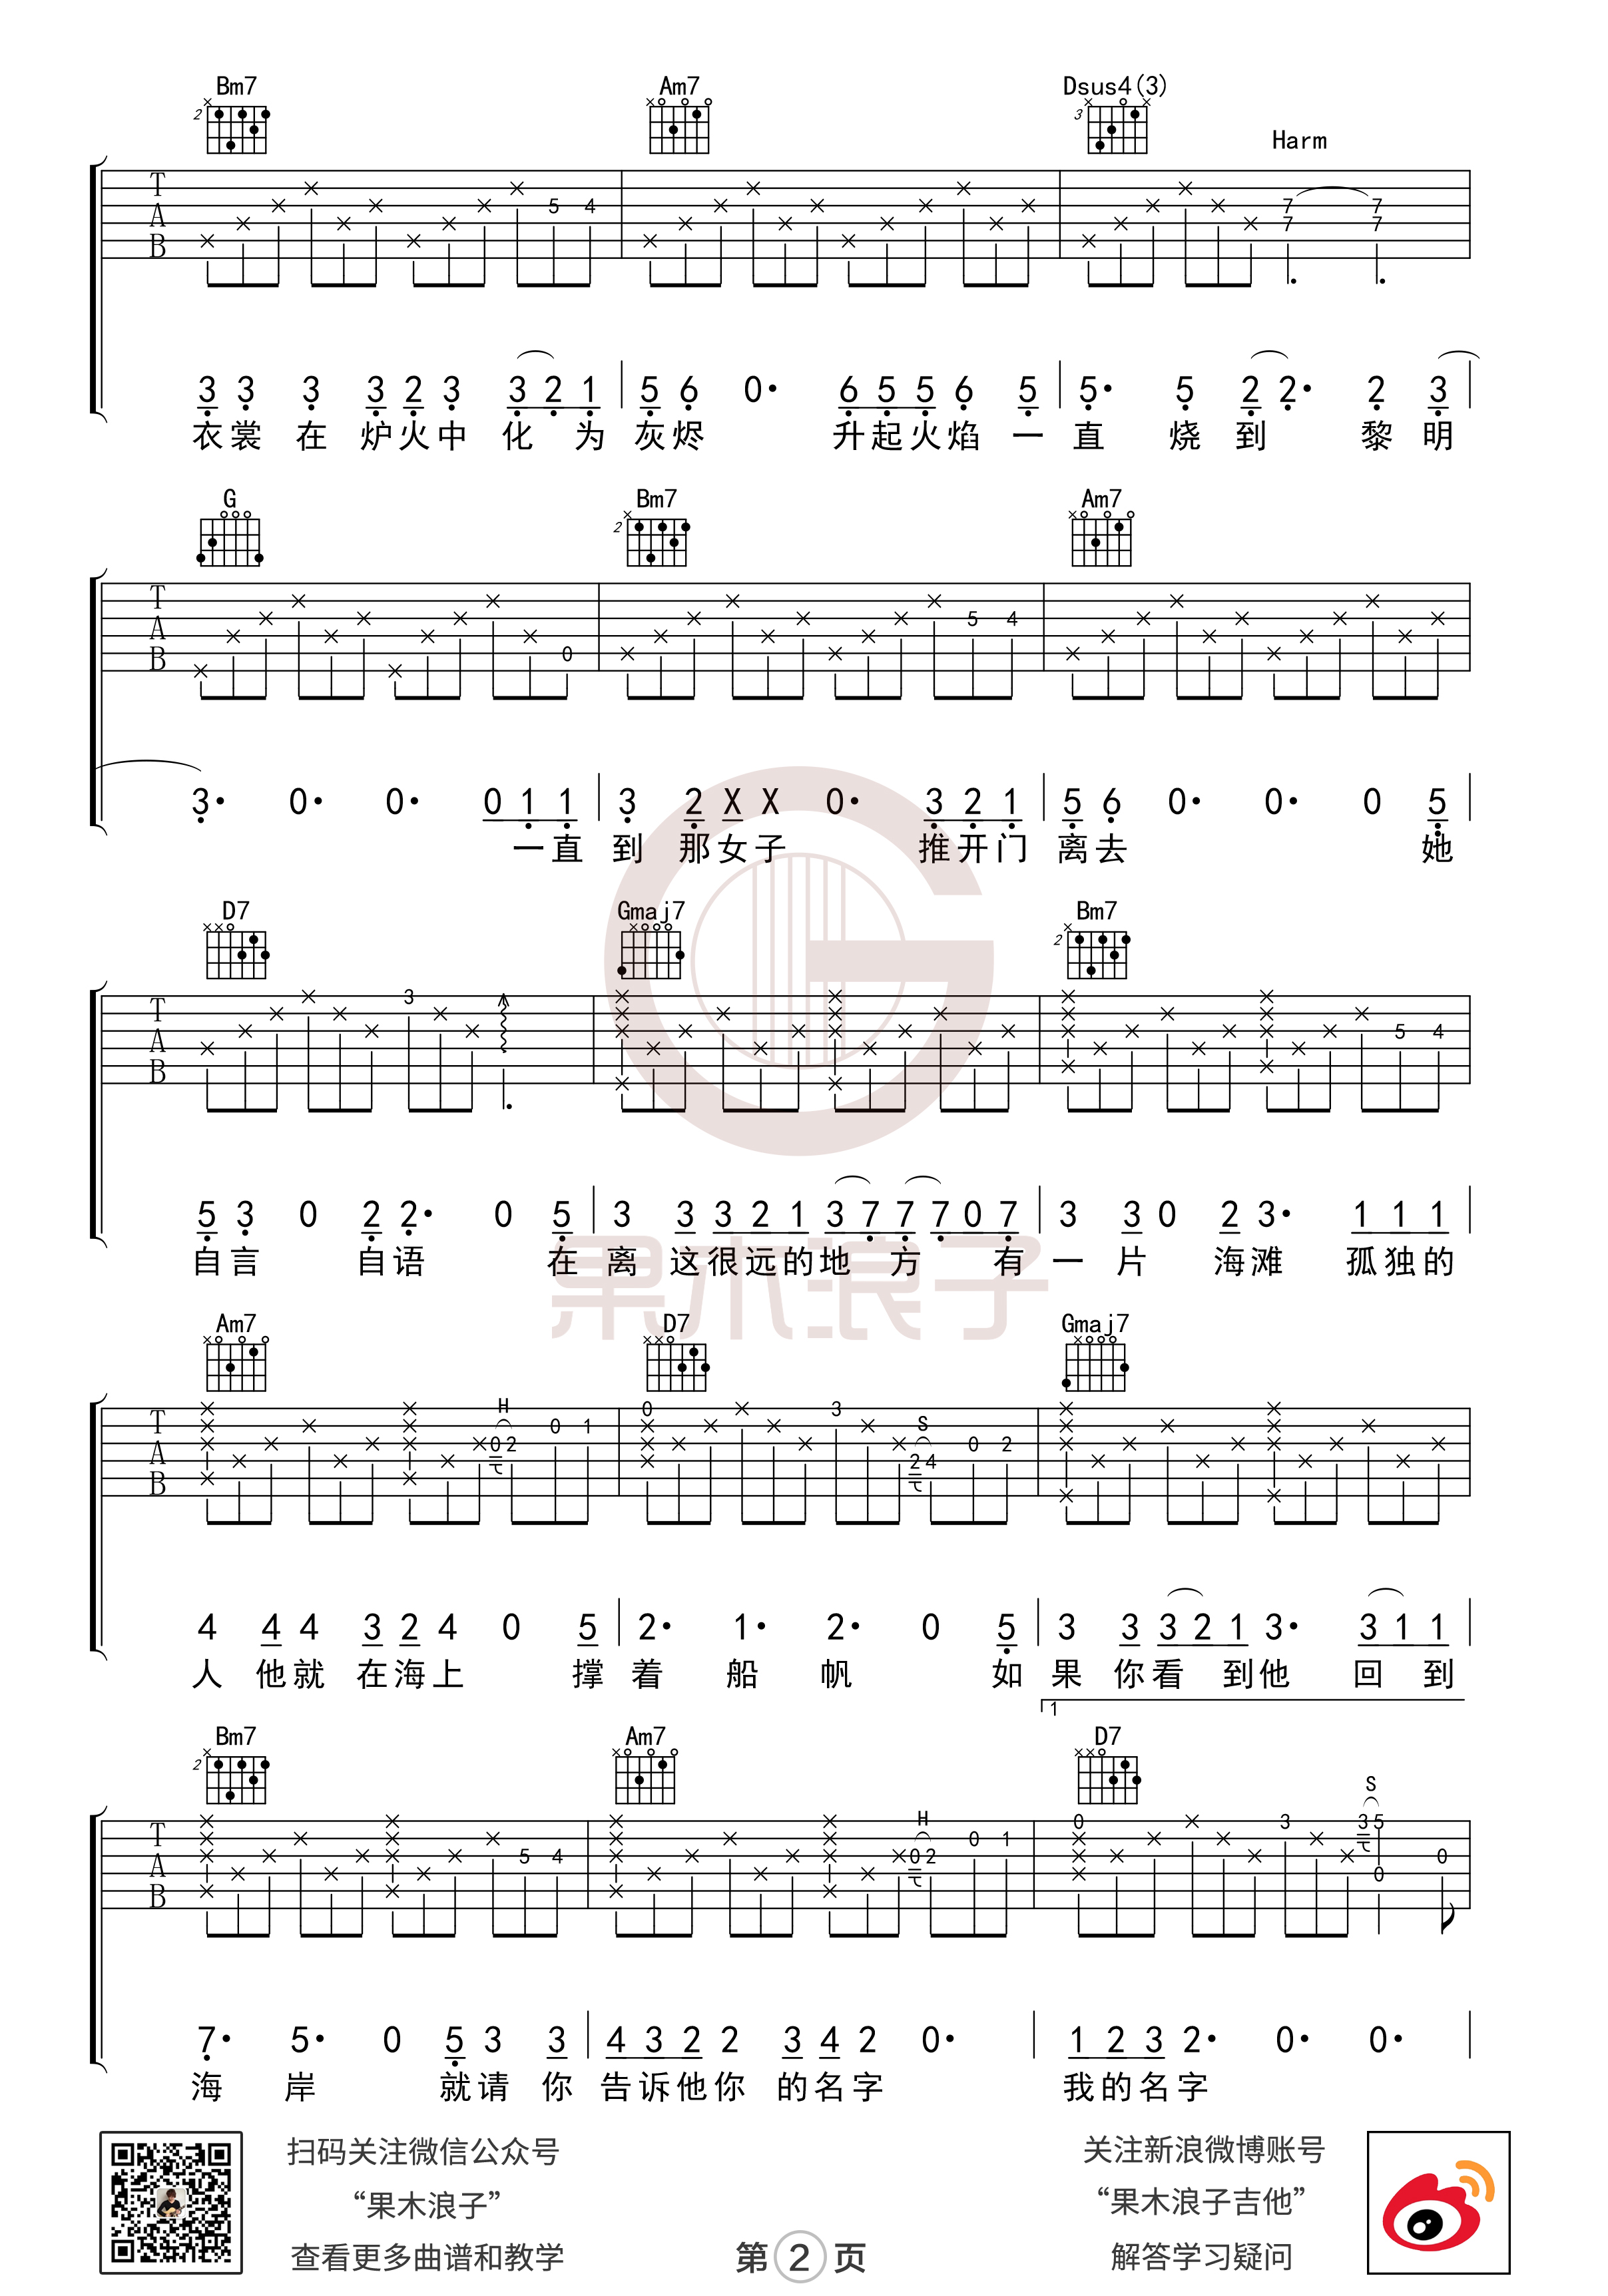 Bm7 Am7 Dsus4(3)
Harm
T A B 5 4 7 7 7 7
3 3 3 3 2 3 3 2 1 | 5 6 0· 6 5 5 6 5 | 5· 5 2 2· 2 3
衣裳 在 炉火中 化 为 灰烬 升起火焰 一 直 烧 到 黎 明
G Bm7 Am7
T A B 0 5 4
3· 0· 0· 0 1 1 | 3 2 X X 0· 3 2 1 | 5 6 0· 0· 0 5
一直 到 那女子 推开门 离去 她
D7 Gmaj7 Bm7
T A B 3 5 4
5 3 0 2 2· 0 5 | 3 3 3 2 1 3 7 7 7 0 7 | 3 3 0 2 3· 1 1 1
自言 自语 在 离 这很远的地 方 有 一 片 海滩 孤独的
果木浪子
Am7 D7 Gmaj7
H S
T A B 0 2 0 1 0 3 2 4 0 2
4 4 4 3 2 4 0 5 | 2· 1· 2· 0 5 | 3 3 3 2 1 3· 3 1 1
人 他就 在海上 撑 着 船 帆 如 果 你看 到他 回 到
1
Bm7 Am7 D7
H S
T A B 5 4 0 2 0 1 0 3 3 5 0 0
7· 5· 0 5 3 3 | 4 3 2 2 3 4 2 0· | 1 2 3 2· 0· 0·
海 岸 就请 你 告诉他你 的名字 我的名字
扫码关注微信公众号
“果木浪子”
查看更多曲谱和教学
第 2 页
关注新浪微博账号
“果木浪子吉他”
解答学习疑问